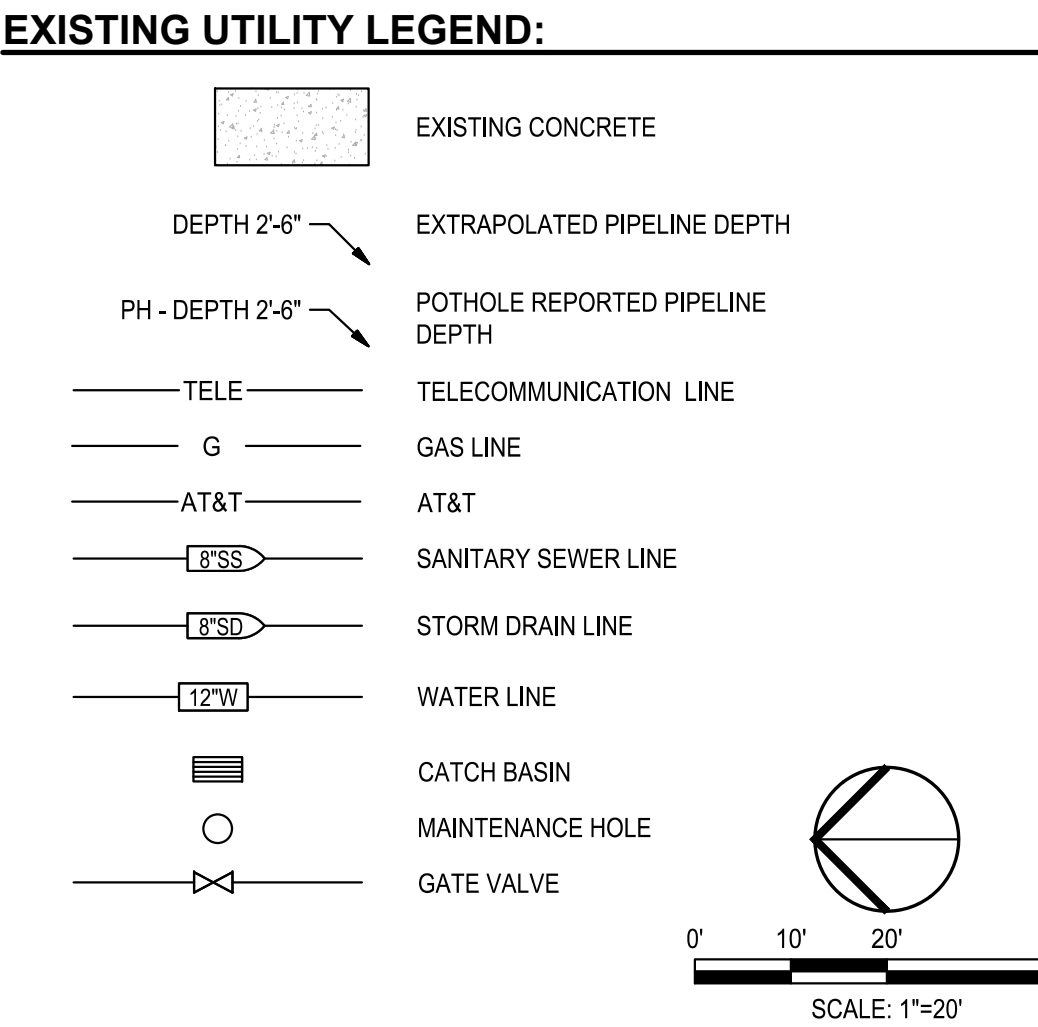 EXISTING UTILITY LEGEND:
EXISTING CONCRETE
DEPTH 2'-6"
EXTRAPOLATED PIPELINE DEPTH
PH - DEPTH 2'-6"
POTHOLE REPORTED PIPELINE
DEPTH
TELE
TELECOMMUNICATION LINE
G
GAS LINE
AT&T
AT&T
8"SS
SANITARY SEWER LINE
8"SD
STORM DRAIN LINE
12"W
WATER LINE
CATCH BASIN
MAINTENANCE HOLE
GATE VALVE
0' 10' 20'
SCALE: 1"=20'